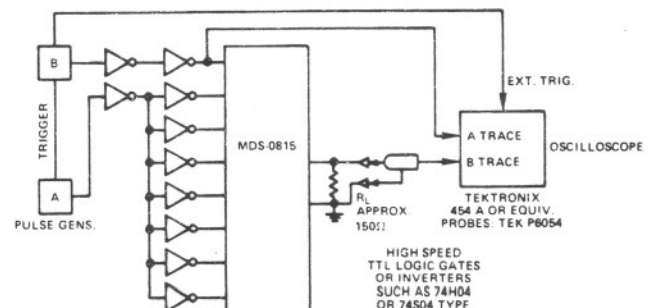 B
TRIGGER
A
PULSE GENS.
MDS-0815
EXT. TRIG.
A TRACE
B TRACE
OSCILLOSCOPE
TEKTRONIX
454 A OR EQUIV.
PROBES: TEK P6054
RL
APPROX.
150Ω
HIGH SPEED
TTL LOGIC GATES
OR INVERTERS
SUCH AS 74H04
OR 74S04 TYPE